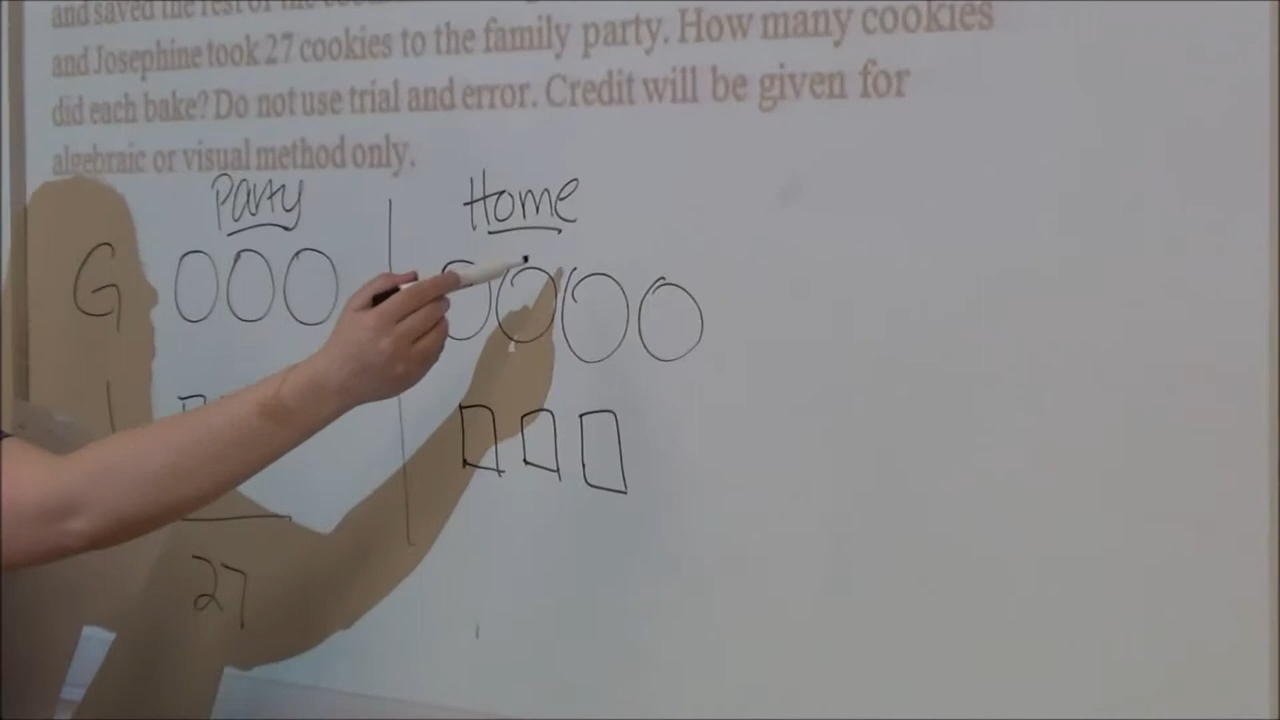 and saved the rest of the
and Josephine took 27 cookies to the family party. How many cookies
did each bake? Do not use trial and error. Credit will be given for
algebraic or visual method only.
Party Home
G
27